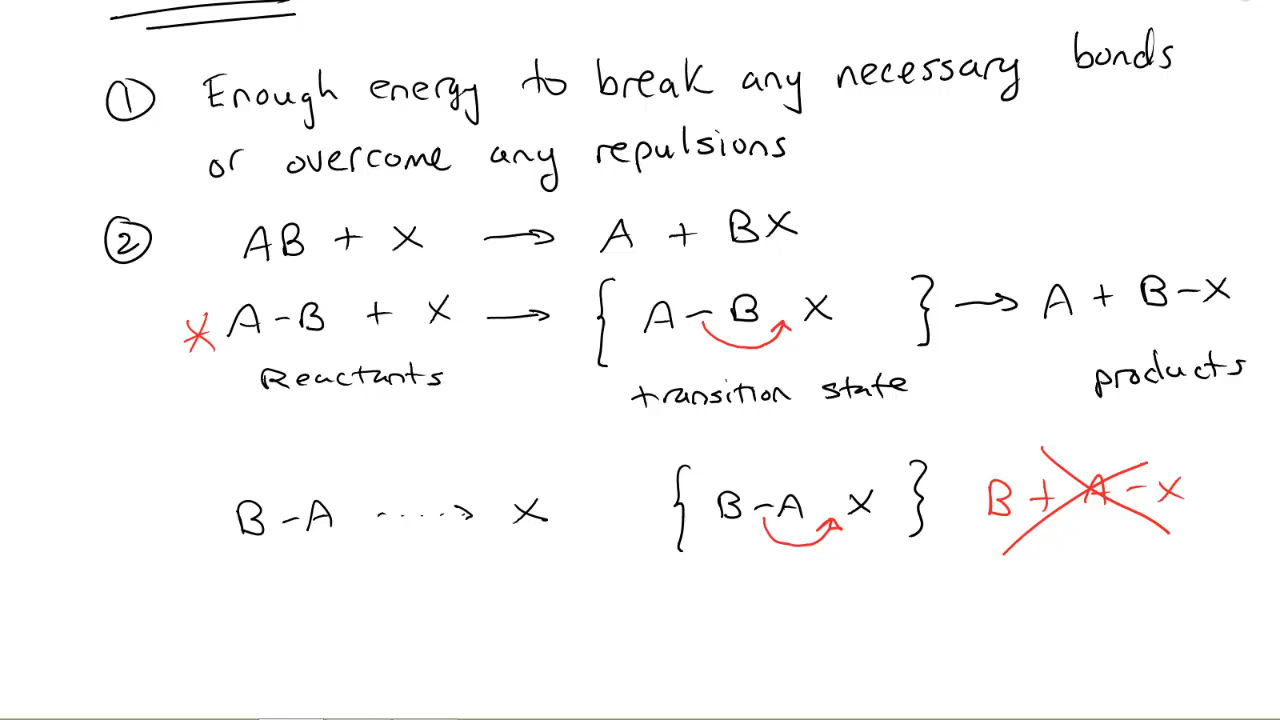 ① Enough energy to break any necessary bonds
or overcome any repulsions
② AB + X → A + BX
* A-B + X → { A-B X } → A + B-X
Reactants transition state products
B-A ····> X { B-A X } B + A-X